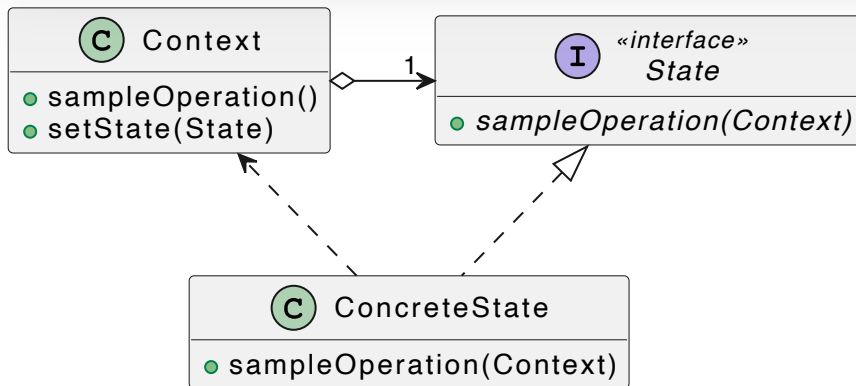 C Context
sampleOperation()
setState(State)
1
I «interface»
State
sampleOperation(Context)
C ConcreteState
sampleOperation(Context)